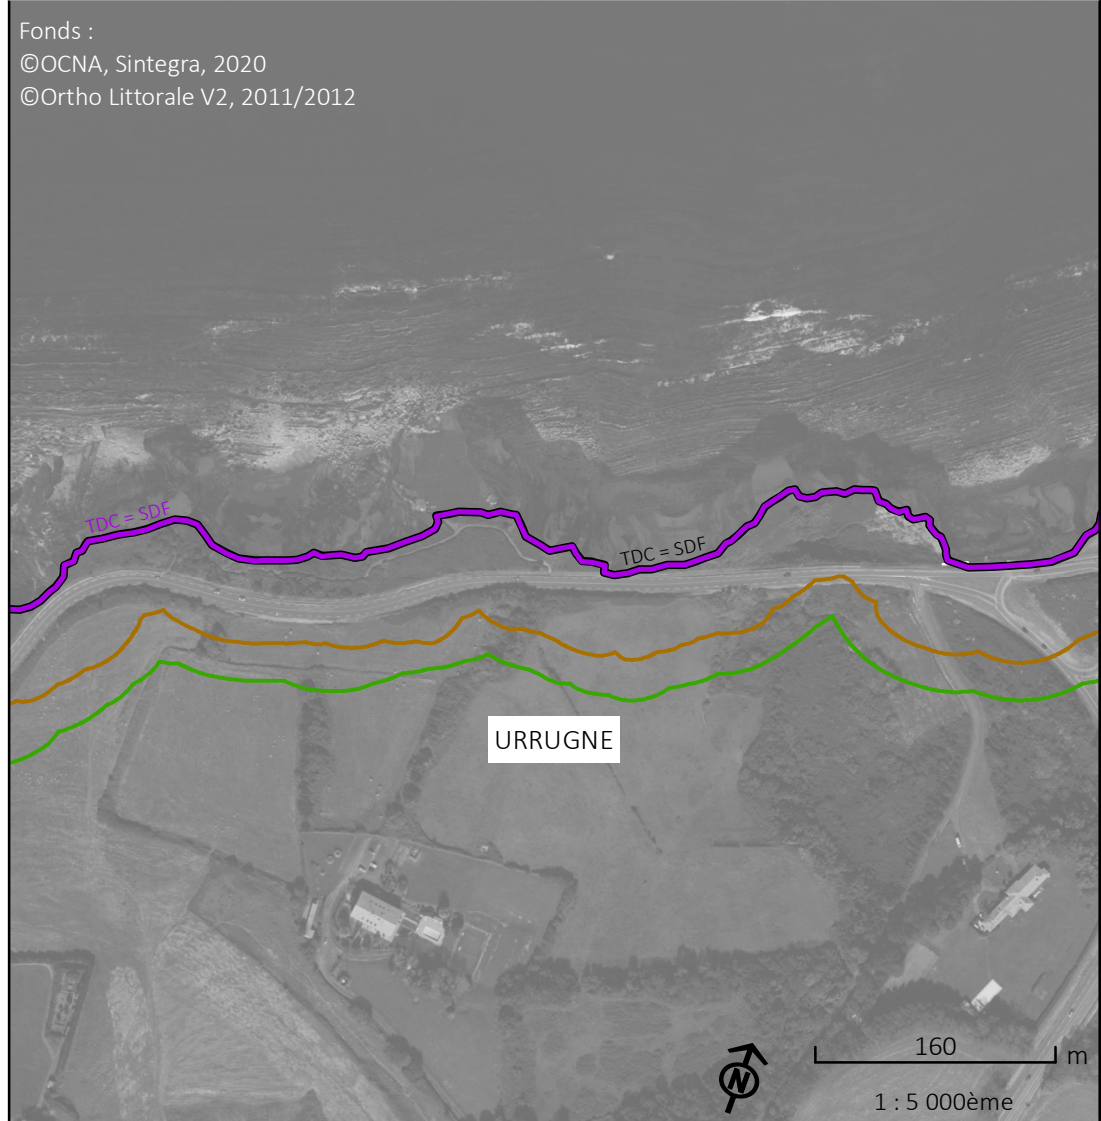 Fonds :
©OCNA, Sintegra, 2020
©Ortho Littorale V2, 2011/2012
TDC = SDF
TDC = SDF
URRUGNE
N
160
m
1 : 5 000ème